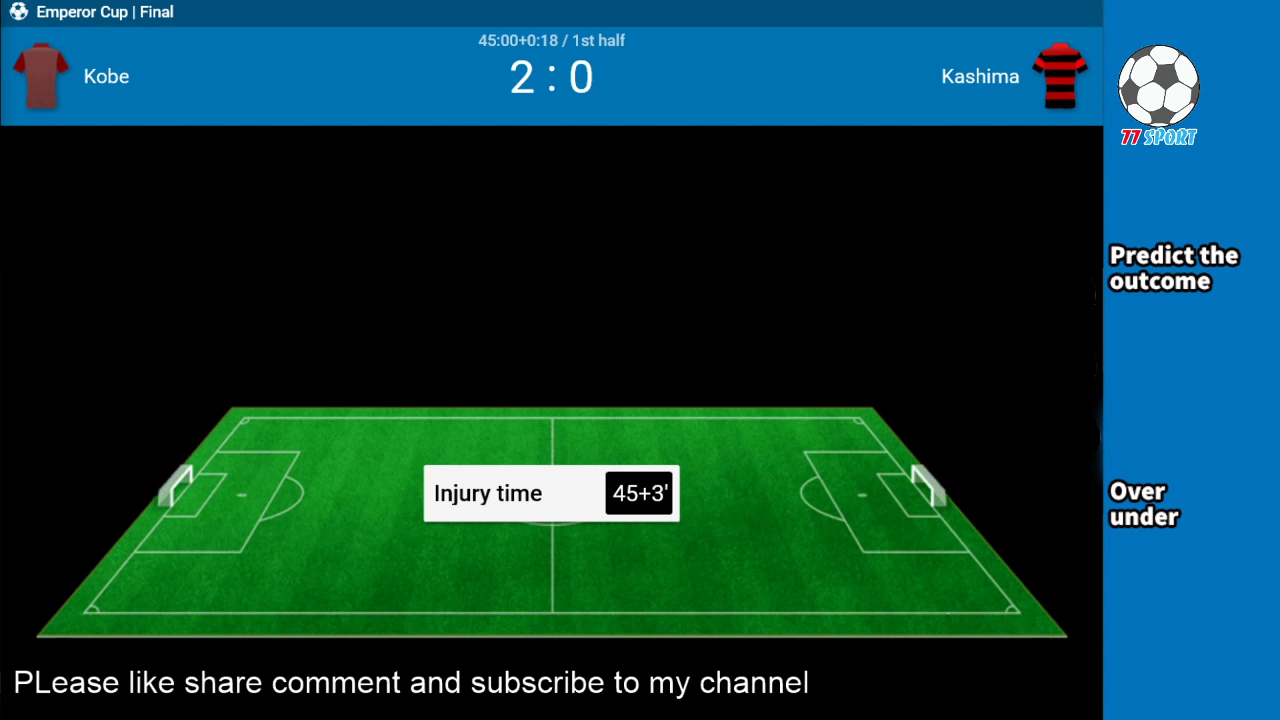 Emperor Cup | Final
45:00+0:18 / 1st half
Kobe
2 : 0
Kashima
77 SPORT
Predict the
outcome
Injury time 45+3'
Over
under
PLease like share comment and subscribe to my channel